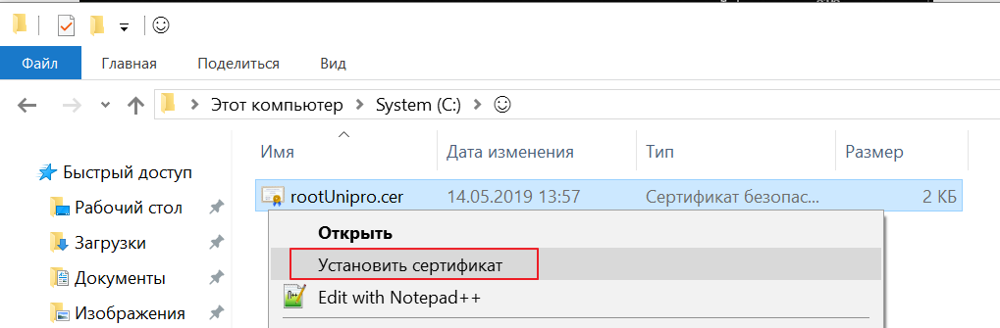 ☺
Файл Главная Поделиться Вид
Этот компьютер System (C:) ☺
Имя Дата изменения Тип Размер
Быстрый доступ
Рабочий стол
Загрузки
Документы
Изображения
rootUnipro.cer 14.05.2019 13:57 Сертификат безопас... 2 КБ
Открыть
Установить сертификат
Edit with Notepad++